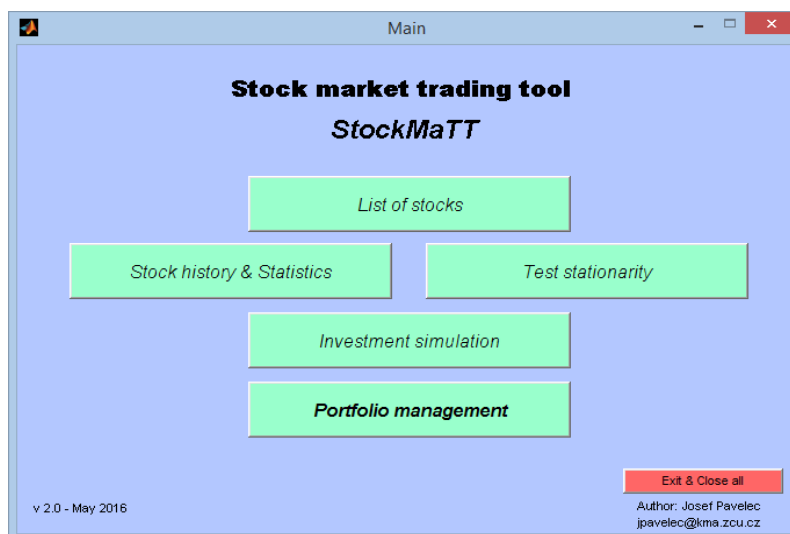 Main
Stock market trading tool
StockMaTT
List of stocks
Stock history & Statistics
Test stationarity
Investment simulation
Portfolio management
Exit & Close all
v 2.0 - May 2016
Author: Josef Pavelec
jpavelec@kma.zcu.cz